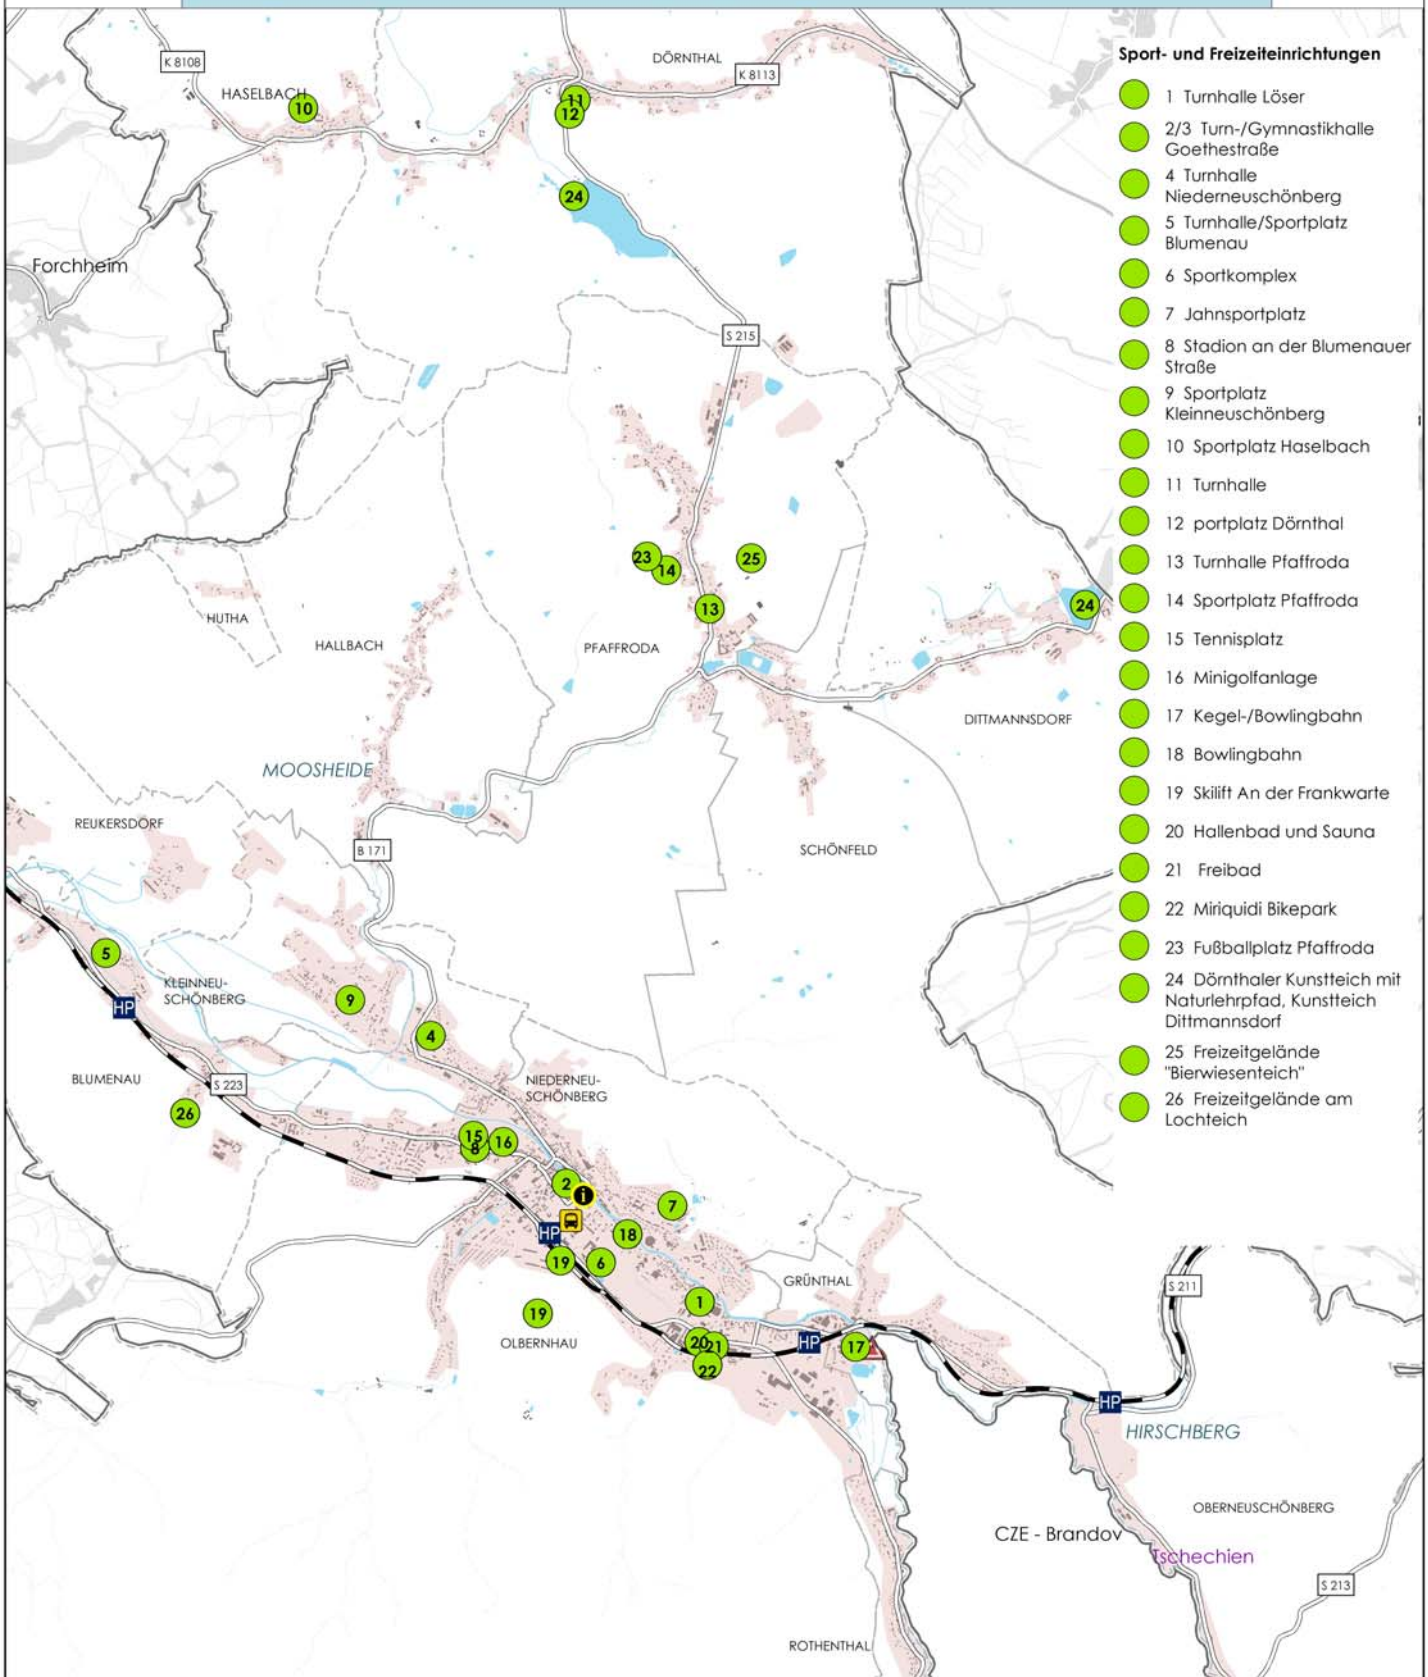 K 8108
DÖRNTHAL
K 8113
HASELBACH
10
11
12
24
Forchheim
S 215
23
14
25
13
24
HUTHA
HALLBACH
PFAFFRODA
DITTMANNSDORF
MOOSHEIDE
REUKERSDORF
B 171
SCHÖNFELD
5
KLEINNEU-
SCHÖNBERG
9
HP
4
BLUMENAU
S 223
NIEDERNEU-
SCHÖNBERG
26
15
8
16
2
i
7
HP
18
19
6
GRÜNTHAL
S 211
1
19
OLBERNHAU
20
21
HP
17
22
HP
HIRSCHBERG
OBERNEUSCHÖNBERG
CZE - Brandov
Tschechien
S 213
ROTHENTHAL
Sport- und Freizeiteinrichtungen
1 Turnhalle Löser
2/3 Turn-/Gymnastikhalle
Goethestraße
4 Turnhalle
Niederneuschönberg
5 Turnhalle/Sportplatz
Blumenau
6 Sportkomplex
7 Jahnsportplatz
8 Stadion an der Blumenauer
Straße
9 Sportplatz
Kleinneuschönberg
10 Sportplatz Haselbach
11 Turnhalle
12 portplatz Dörnthal
13 Turnhalle Pfaffroda
14 Sportplatz Pfaffroda
15 Tennisplatz
16 Minigolfanlage
17 Kegel-/Bowlingbahn
18 Bowlingbahn
19 Skilift An der Frankwarte
20 Hallenbad und Sauna
21 Freibad
22 Miriquidi Bikepark
23 Fußballplatz Pfaffroda
24 Dörnthaler Kunstteich mit
Naturlehrpfad, Kunstteich
Dittmannsdorf
25 Freizeitgelände
"Bierwiesenteich"
26 Freizeitgelände am
Lochteich